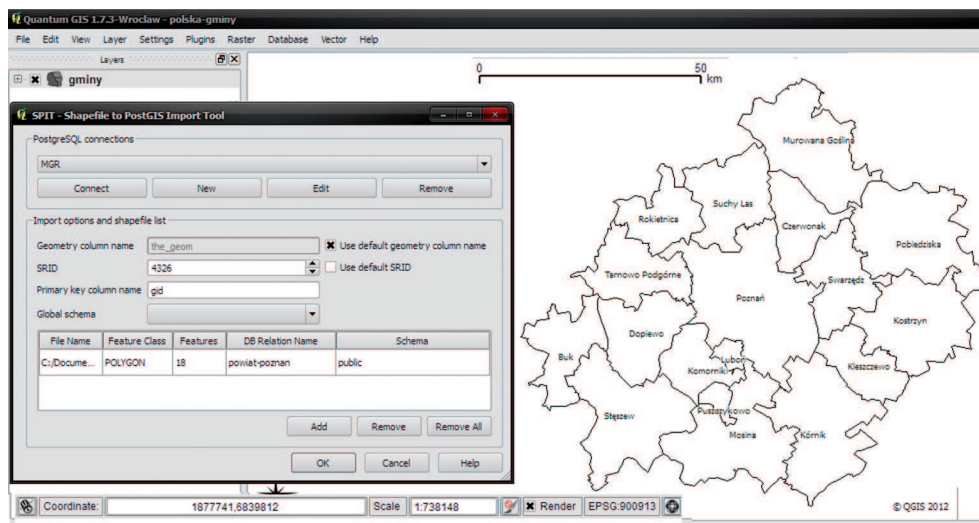 Quantum GIS 1.7.3-Wroclaw - polska-gminy
File Edit View Layer Settings Plugins Raster Database Vector Help
Layers
gminy
SPIT - Shapefile to PostGIS Import Tool
PostgreSQL connections
MGR
Connect New Edit Remove
Import options and shapefile list
Geometry column name the_geom Use default geometry column name
SRID 4326 Use default SRID
Primary key column name gid
Global schema
File Name Feature Class Features DB Relation Name Schema
C:/Docume... POLYGON 18 powiat-poznan public
Add Remove Remove All
OK Cancel Help
0 50
km
Murowana Goślina
Suchy Las
Rokietnica
Czerwonak
Pobiedziska
Tarnowo Podgórne
Swarzędz
Poznań
Kostrzyn
Dopiewo
Buk
Luboń
Komorniki
Kleszczewo
Puszczykowo
Stęszew
Mosina
Kórnik
Coordinate: 1877741,6839812 Scale 1:738148 Render EPSG:900913 © QGIS 2012